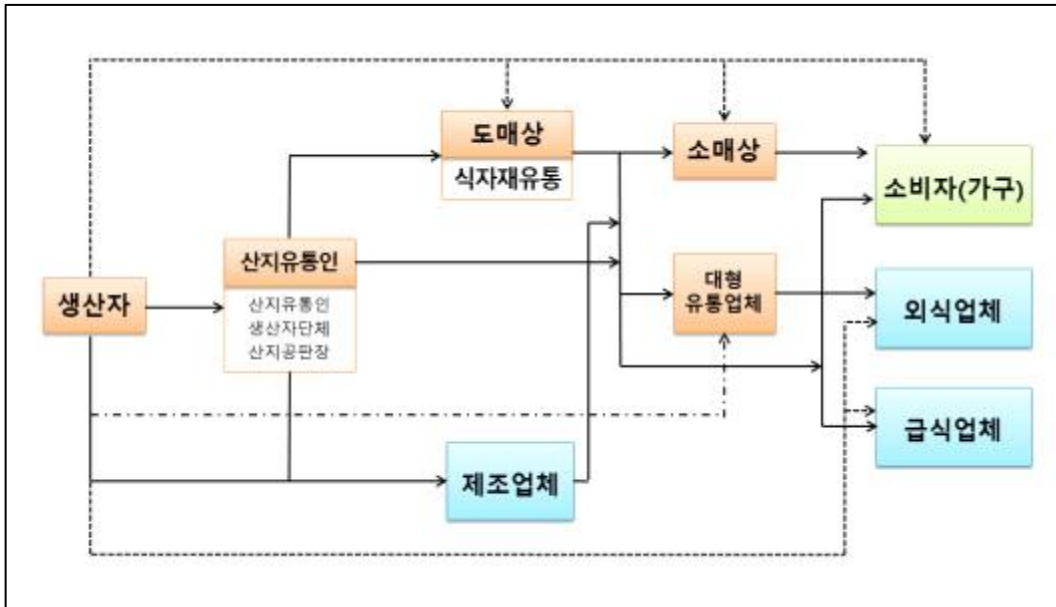 도매상
식자재유통
소매상
소비자(가구)
산지유통인
산지유통인
생산자단체
산지공판장
생산자
대형
유통업체
외식업체
급식업체
제조업체